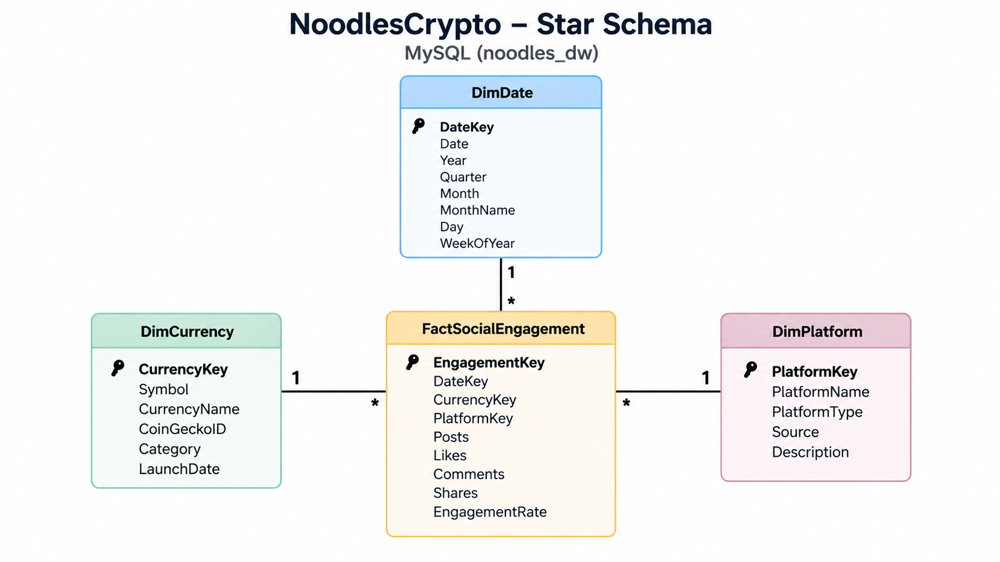 NoodlesCrypto – Star Schema
MySQL (noodles_dw)
DimDate
DateKey
Date
Year
Quarter
Month
MonthName
Day
WeekOfYear
1
*
DimCurrency
CurrencyKey
Symbol
CurrencyName
CoinGeckoID
Category
LaunchDate
1
*
FactSocialEngagement
EngagementKey
DateKey
CurrencyKey
PlatformKey
Posts
Likes
Comments
Shares
EngagementRate
1
*
DimPlatform
PlatformKey
PlatformName
PlatformType
Source
Description